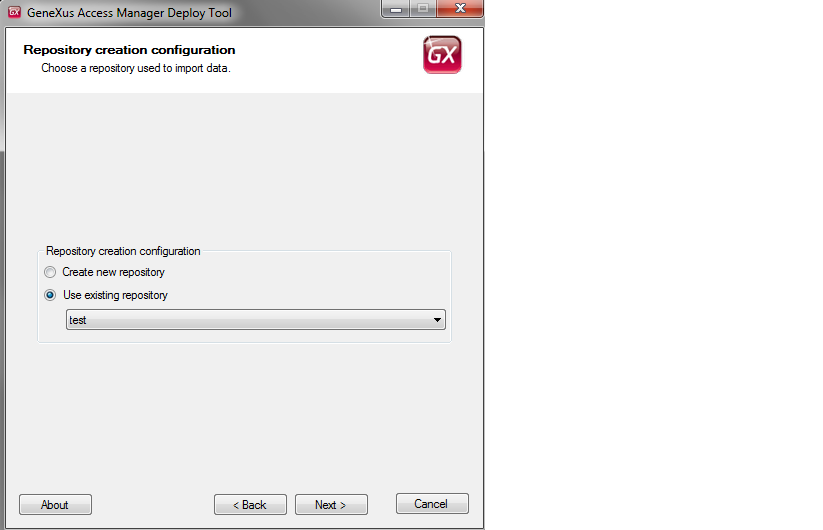 GX GeneXus Access Manager Deploy Tool
Repository creation configuration
Choose a repository used to import data.
GX
Repository creation configuration
Create new repository
Use existing repository
test
About
< Back
Next >
Cancel